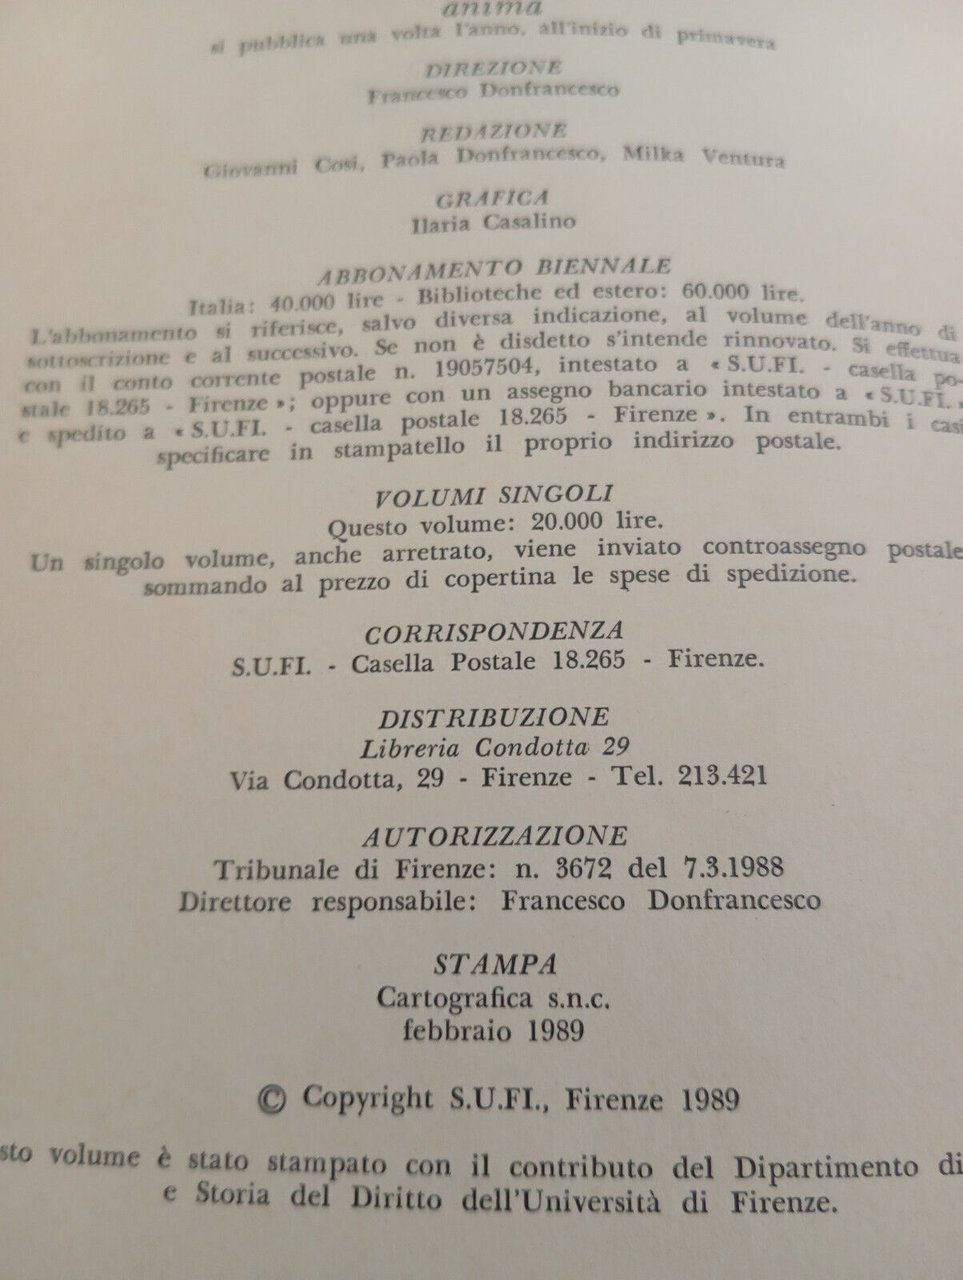 anima
si pubblica una volta l'anno, all'inizio di primavera
DIREZIONE
Francesco Donfrancesco
REDAZIONE
Giovanni Cosi, Paola Donfrancesco, Milka Ventura
GRAFICA
Ilaria Casalino
ABBONAMENTO BIENNALE
Italia: 40.000 lire - Biblioteche ed estero: 60.000 lire.
L'abbonamento si riferisce, salvo diversa indicazione, al volume dell'anno di
sottoscrizione e al successivo. Se non è disdetto s'intende rinnovato. Si effettua
con il conto corrente postale n. 19057504, intestato a « S.U.FI. - casella po-
stale 18.265 - Firenze »; oppure con un assegno bancario intestato a « S.U.FI. »
e spedito a « S.U.FI. - casella postale 18.265 - Firenze ». In entrambi i casi
specificare in stampatello il proprio indirizzo postale.
VOLUMI SINGOLI
Questo volume: 20.000 lire.
Un singolo volume, anche arretrato, viene inviato controassegno postale
sommando al prezzo di copertina le spese di spedizione.
CORRISPONDENZA
S.U.FI. - Casella Postale 18.265 - Firenze.
DISTRIBUZIONE
Libreria Condotta 29
Via Condotta, 29 - Firenze - Tel. 213.421
AUTORIZZAZIONE
Tribunale di Firenze: n. 3672 del 7.3.1988
Direttore responsabile: Francesco Donfrancesco
STAMPA
Cartografica s.n.c.
febbraio 1989
© Copyright S.U.FI., Firenze 1989
sto volume è stato stampato con il contributo del Dipartimento di
e Storia del Diritto dell'Università di Firenze.